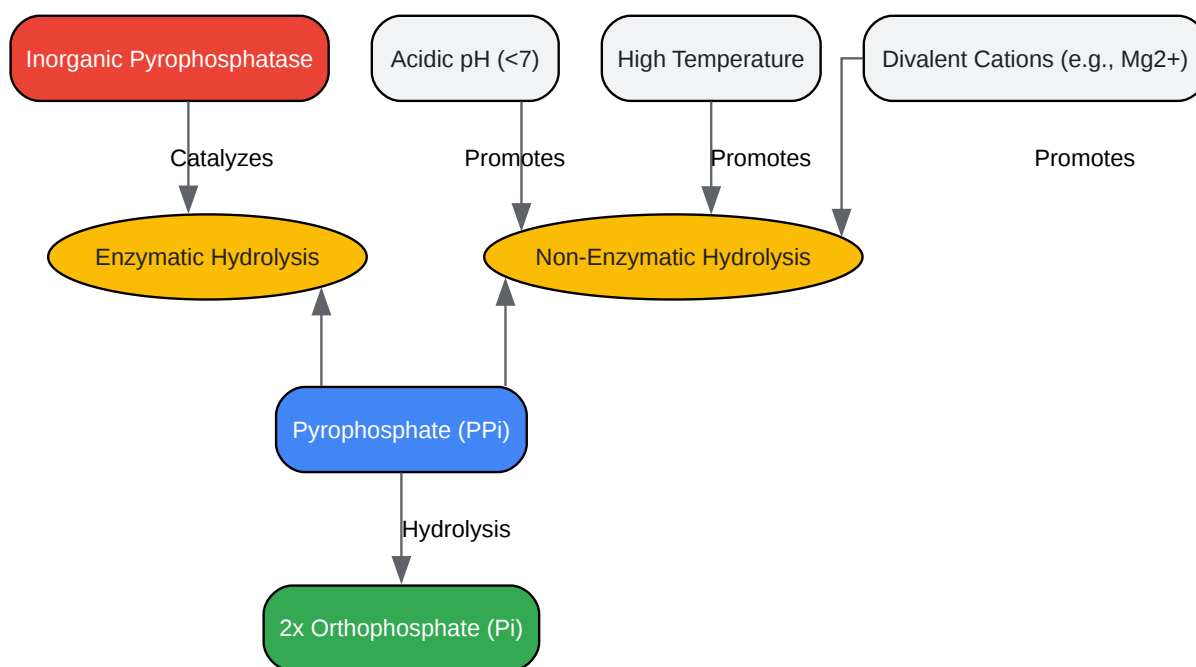 Inorganic Pyrophosphatase
Acidic pH (<7)
High Temperature
Divalent Cations (e.g., Mg2+)
Catalyzes
Promotes
Promotes
Promotes
Enzymatic Hydrolysis
Non-Enzymatic Hydrolysis
Pyrophosphate (PPi)
Hydrolysis
2x Orthophosphate (Pi)